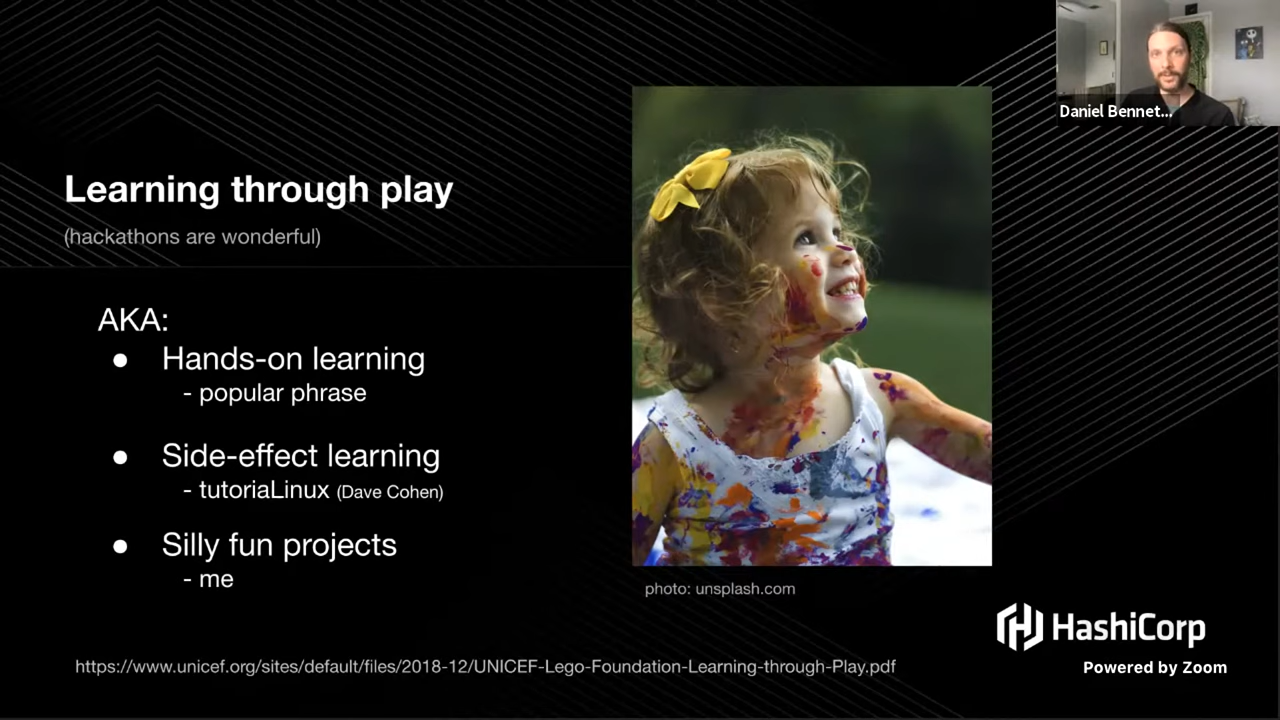 Daniel Bennet...
Learning through play
(hackathons are wonderful)
AKA:
● Hands-on learning
- popular phrase
● Side-effect learning
- tutoriaLinux (Dave Cohen)
● Silly fun projects
- me
photo: unsplash.com
HashiCorp
https://www.unicef.org/sites/default/files/2018-12/UNICEF-Lego-Foundation-Learning-through-Play.pdf
Powered by Zoom